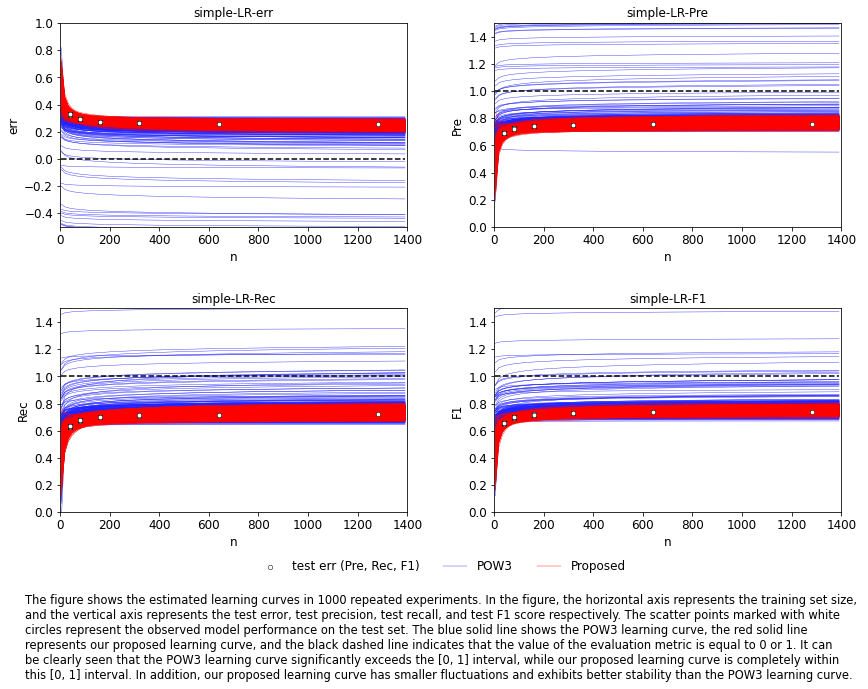 simple-LR-err
1.0
0.8
0.6
0.4
0.2
0.0
−0.2
−0.4
err
0 200 400 600 800 1000 1200 1400
n
simple-LR-Pre
1.4
1.2
1.0
0.8
0.6
0.4
0.2
0.0
Pre
0 200 400 600 800 1000 1200 1400
n
simple-LR-Rec
1.4
1.2
1.0
0.8
0.6
0.4
0.2
0.0
Rec
0 200 400 600 800 1000 1200 1400
n
simple-LR-F1
1.4
1.2
1.0
0.8
0.6
0.4
0.2
0.0
F1
0 200 400 600 800 1000 1200 1400
n
test err (Pre, Rec, F1) POW3 Proposed
The figure shows the estimated learning curves in 1000 repeated experiments. In the figure, the horizontal axis represents the training set size,
and the vertical axis represents the test error, test precision, test recall, and test F1 score respectively. The scatter points marked with white
circles represent the observed model performance on the test set. The blue solid line shows the POW3 learning curve, the red solid line
represents our proposed learning curve, and the black dashed line indicates that the value of the evaluation metric is equal to 0 or 1. It can
be clearly seen that the POW3 learning curve significantly exceeds the [0, 1] interval, while our proposed learning curve is completely within
this [0, 1] interval. In addition, our proposed learning curve has smaller fluctuations and exhibits better stability than the POW3 learning curve.